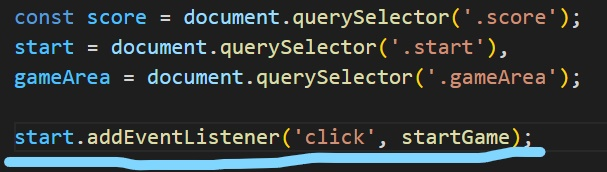 const score = document.querySelector('.score');
start = document.querySelector('.start'),
gameArea = document.querySelector('.gameArea');
start.addEventListener('click', startGame);